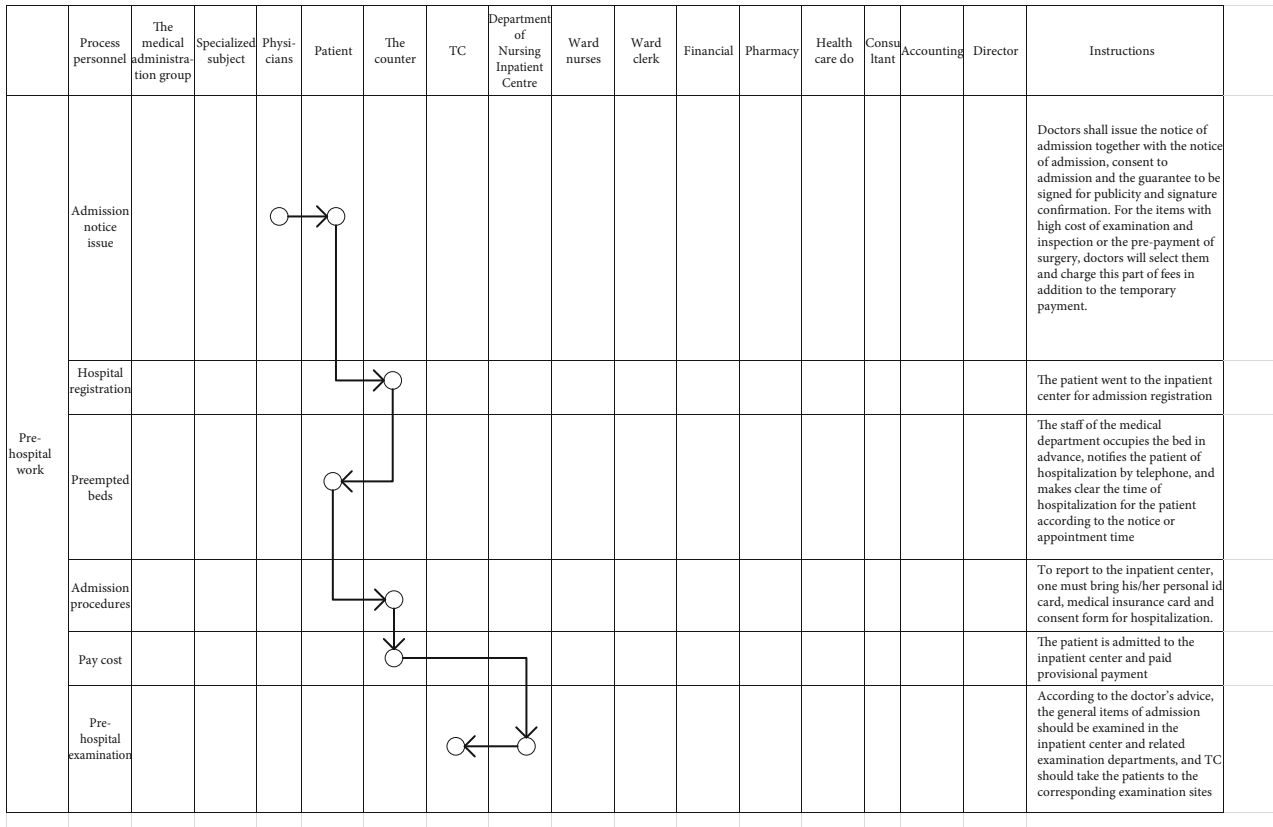 Process
personnel
The
medical
administra-
tion group
Specialized
subject
Physi-
cians
Patient
The
counter
TC
Department
of
Nursing
Inpatient
Centre
Ward
nurses
Ward
clerk
Financial
Pharmacy
Health
care do
Consu
ltant
Accounting
Director
Instructions
Pre-
hospital
work
Admission
notice
issue
Doctors shall issue the notice of
admission together with the notice
of admission, consent to
admission and the guarantee to be
signed for publicity and signature
confirmation. For the items with
high cost of examination and
inspection or the pre-payment of
surgery, doctors will select them
and charge this part of fees in
addition to the temporary
payment.
Hospital
registration
The patient went to the inpatient
center for admission registration
Preempted
beds
The staff of the medical
department occupies the bed in
advance, notifies the patient of
hospitalization by telephone, and
makes clear the time of
hospitalization for the patient
according to the notice or
appointment time
Admission
procedures
To report to the inpatient center,
one must bring his/her personal id
card, medical insurance card and
consent form for hospitalization.
Pay cost
The patient is admitted to the
inpatient center and paid
provisional payment
Pre-
hospital
examination
According to the doctor's advice,
the general items of admission
should be examined in the
inpatient center and related
examination departments, and TC
should take the patients to the
corresponding examination sites